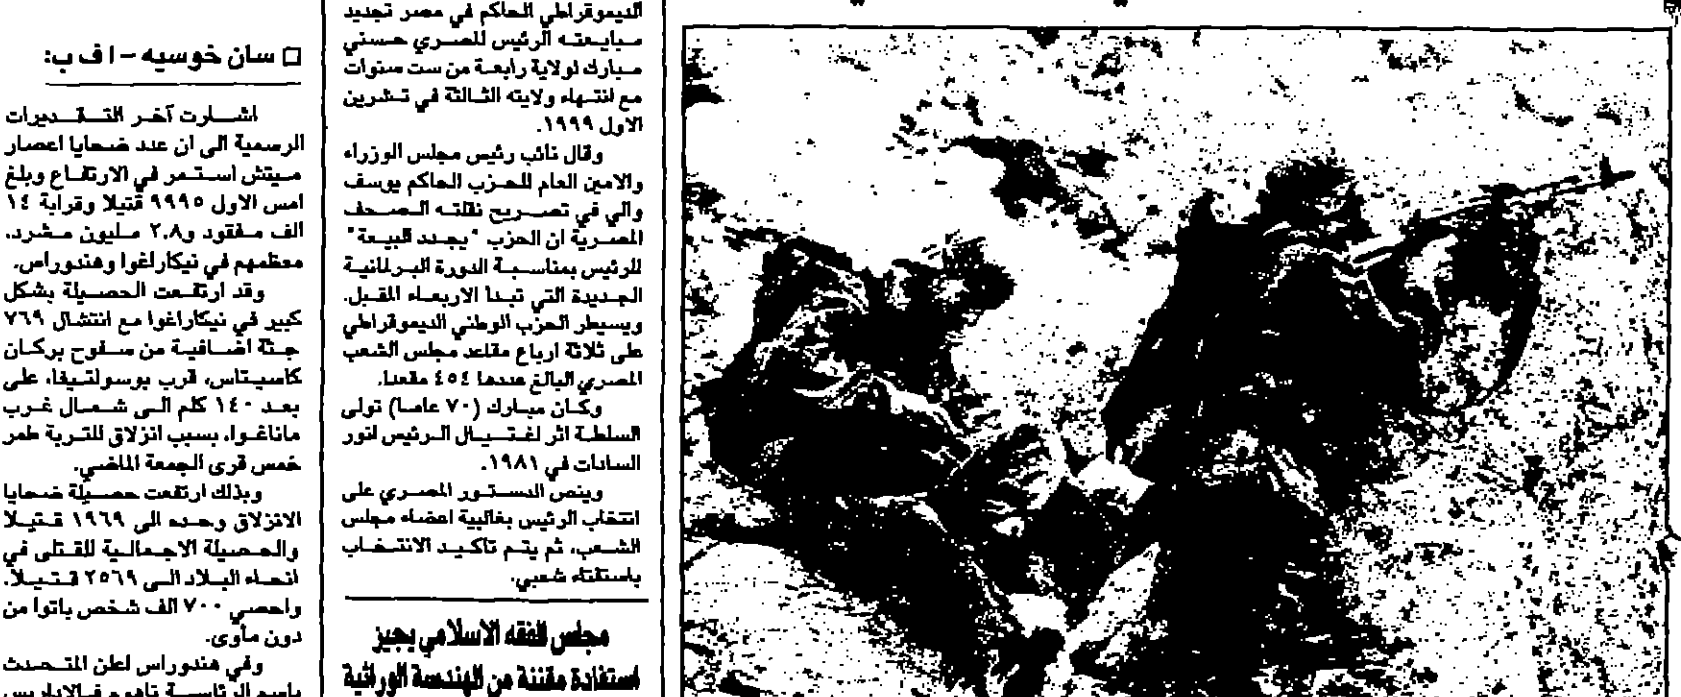 الديموقراطي الحاكم في مصر تجديد
مبايعته الرئيس المصري حسني
مبارك لولاية رابعة من ست سنوات
مع انتهاء ولايته الثالثة في تشرين
الاول ١٩٩٩.
وقال نائب رئيس مجلس الوزراء
والامين العام للحزب الحاكم يوسف
والي في تصريح نقلته الصحف
المصرية ان الحزب "يجدد البيعة"
للرئيس بمناسبة الدورة البرلمانية
الجديدة التي تبدا الاربعاء المقبل.
ويسيطر الحزب الوطني الديموقراطي
على ثلاثة ارباع مقاعد مجلس الشعب
المصري البالغ عددها ٤٥٤ مقعدا.
وكان مبارك (٧٠ عاما) تولى
السلطة اثر اغتيال الرئيس انور
السادات في ١٩٨١.
وينص الدستور المصري على
انتخاب الرئيس بغالبية اعضاء مجلس
الشعب، ثم يتم تاكيد الانتخاب
باستفتاء شعبي.
مجلس الفقه الاسلامي يجيز
استفادة مقننة من الهندسة الوراثية
□ سان خوسيه - ا ف ب:
اشارت آخر التقديرات
الرسمية الى ان عدد ضحايا اعصار
ميتش استمر في الارتفاع وبلغ
امس الاول ٩٩٩٥ قتيلا وقرابة ١٤
الف مفقود و٢.٨ مليون مشرد،
معظمهم في نيكاراغوا وهندوراس.
وقد ارتفعت الحصيلة بشكل
كبير في نيكاراغوا مع انتشال ٧٦٩
جثة اضافية من سفوح بركان
كاسيتاس، قرب بوسولتيغا، على
بعد ١٤٠ كلم الى شمال غرب
ماناغوا، بسبب انزلاق للتربة طمر
خمس قرى الجمعة الماضي.
وبذلك ارتفعت حصيلة ضحايا
الانزلاق وحده الى ١٩٦٩ قتيلا
والحصيلة الاجمالية للقتلى في
انحاء البلاد الى ٢٥٦٩ قتيلا.
واحصي ٧٠٠ الف شخص باتوا من
دون مأوى.
وفي هندوراس اعلن المتحدث
باسم الرئاسة